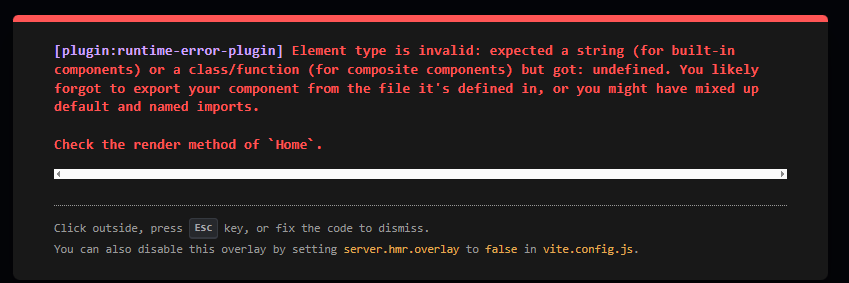 [plugin:runtime-error-plugin] Element type is invalid: expected a string (for built-in
components) or a class/function (for composite components) but got: undefined. You likely
forgot to export your component from the file it's defined in, or you might have mixed up
default and named imports.
Check the render method of `Home`.
Click outside, press Esc key, or fix the code to dismiss.
You can also disable this overlay by setting server.hmr.overlay to false in vite.config.js.